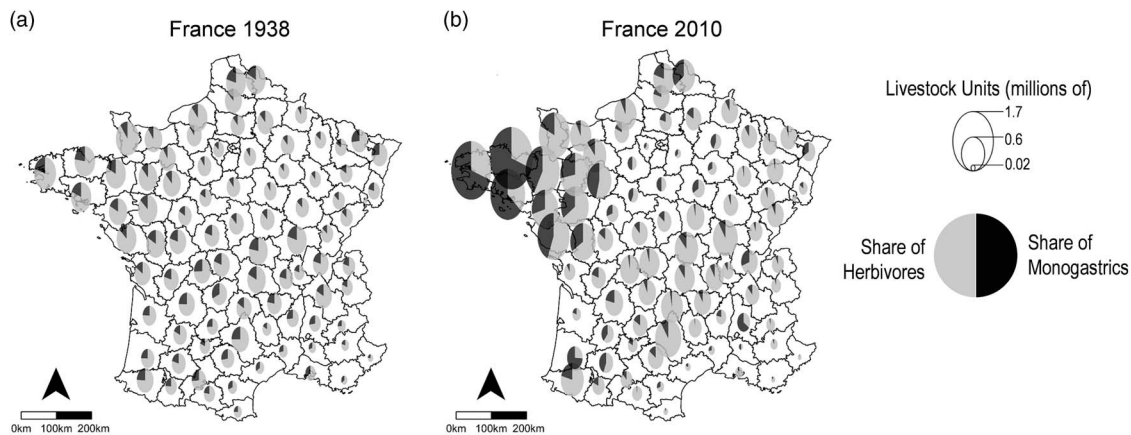 (a)
France 1938
0km 100km 200km
(b)
France 2010
0km 100km 200km
Livestock Units (millions of)
1.7
0.6
0.02
Share of
Herbivores
Share of
Monogastrics